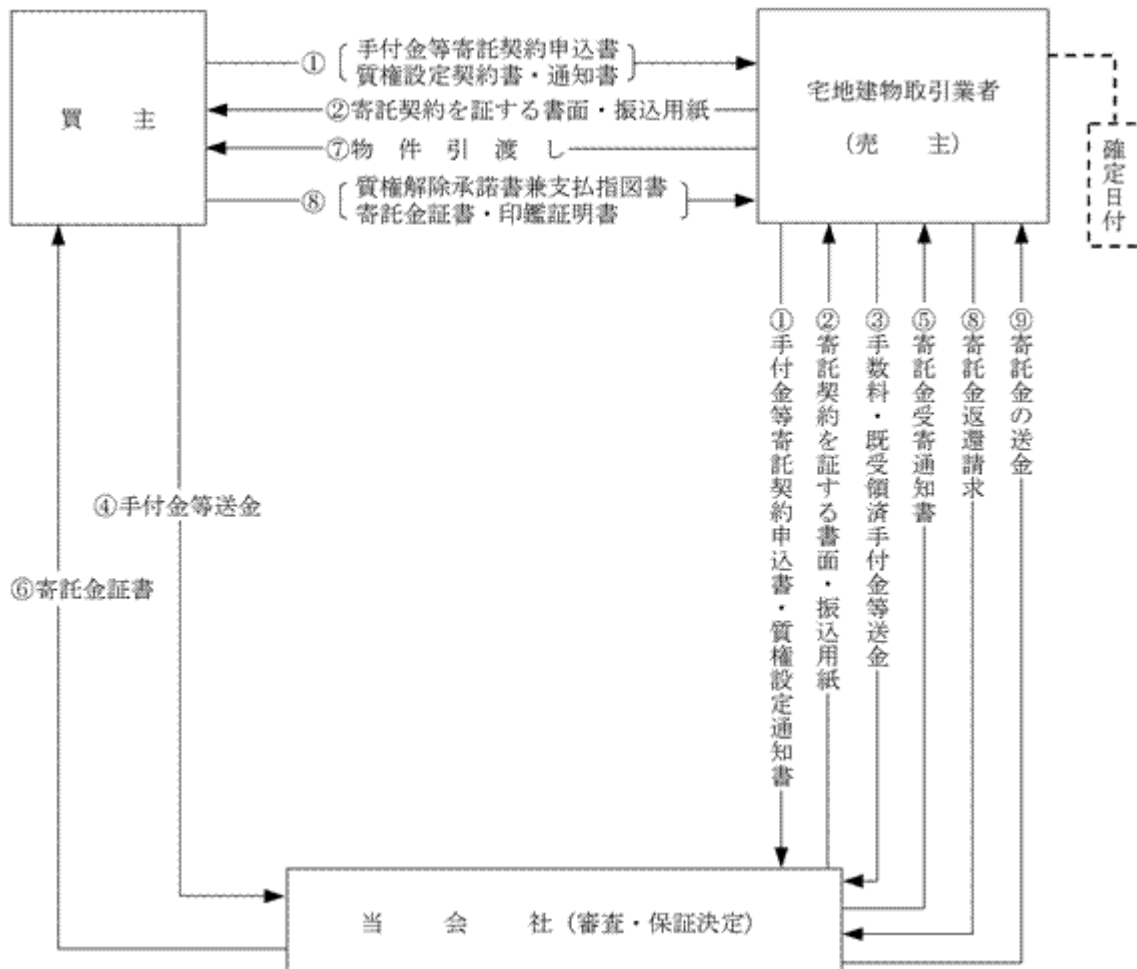 買　主
宅地建物取引業者
（売　主）
確定日付
①
手付金等寄託契約申込書
質権設定契約書・通知書
②寄託契約を証する書面・振込用紙
⑦物件引渡し
⑧
質権解除承諾書兼支払指図書
寄託金証書・印鑑証明書
④手付金等送金
⑥寄託金証書
①手付金等寄託契約申込書・質権設定通知書
②寄託契約を証する書面・振込用紙
③手数料・既受領済手付金等送金
⑤寄託金受寄通知書
⑧寄託金返還請求
⑨寄託金の送金
当　会　社（審査・保証決定）